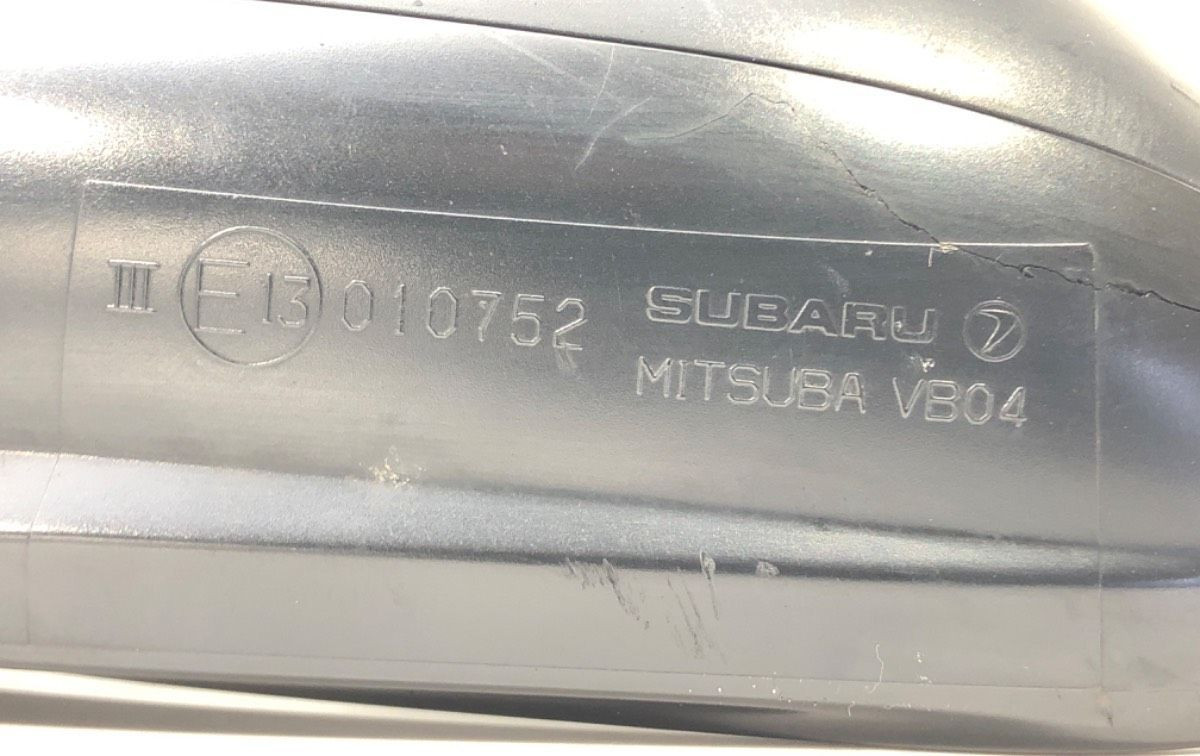 III E13 010752
SUBARU
MITSUBA VB04